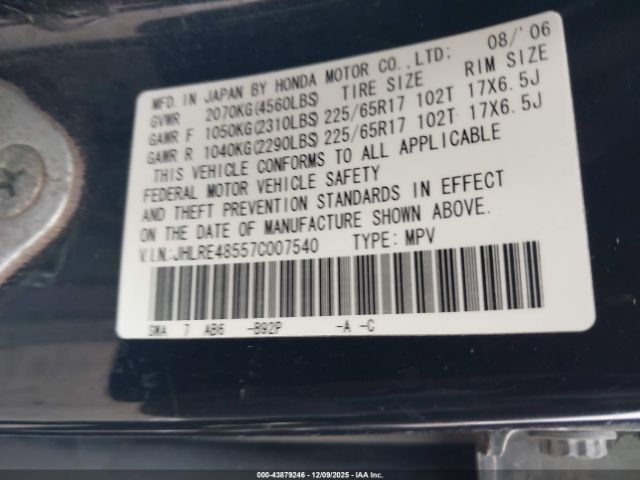 MFD. IN JAPAN BY HONDA MOTOR CO.,LTD: 08/'06
GVWR 2070KG(4560LBS) TIRE SIZE RIM SIZE
GAWR F 1050KG(2310LBS) 225/65R17 102T 17X6.5J
GAWR R 1040KG(2290LBS) 225/65R17 102T 17X6.5J
THIS VEHICLE CONFORMS TO ALL APPLICABLE
FEDERAL MOTOR VEHICLE SAFETY
AND THEFT PREVENTION STANDARDS IN EFFECT
ON THE DATE OF MANUFACTURE SHOWN ABOVE.
V.I.N.:JHLRE48557C007540 TYPE: MPV
SWA 7 AB6 -B92P -A -C
00-43879246 - 12/09/2025 - IAA Inc.